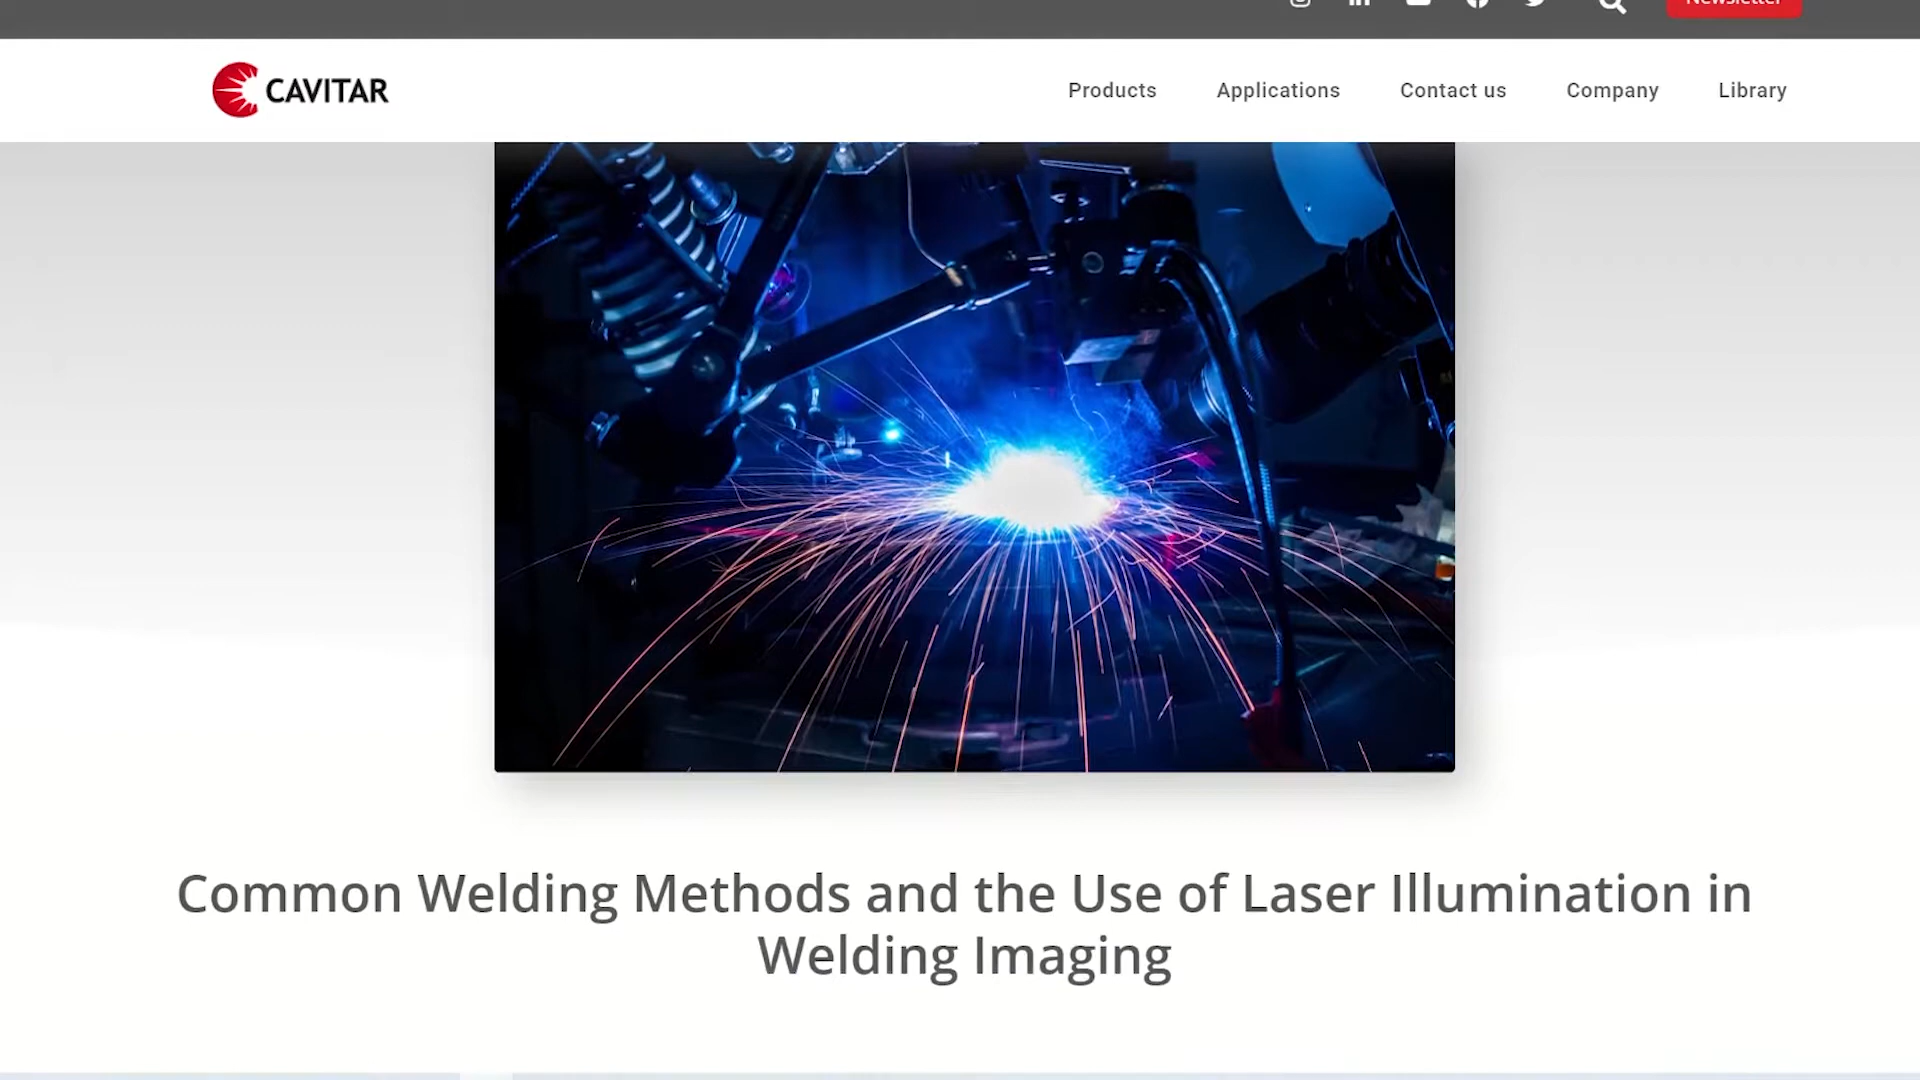 Newsletter
CAVITAR
Products Applications Contact us Company Library
Common Welding Methods and the Use of Laser Illumination in
Welding Imaging